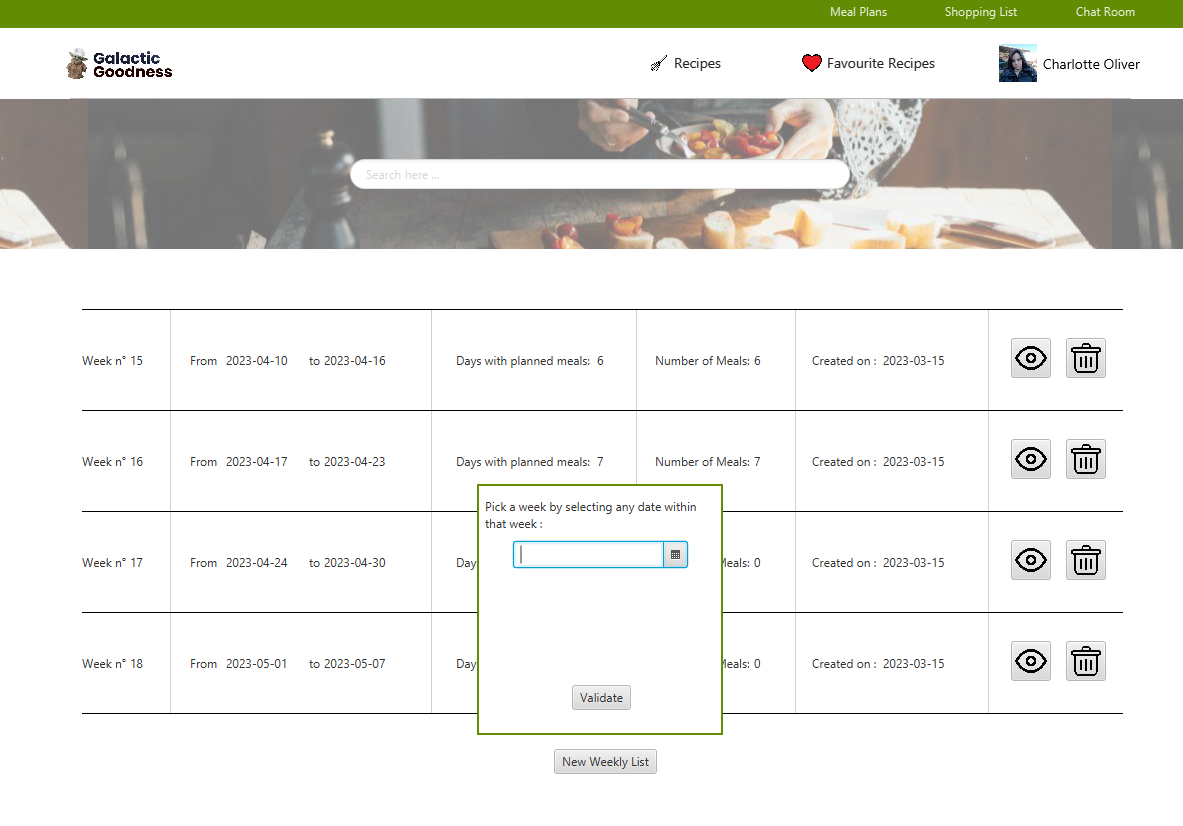 Meal Plans Shopping List Chat Room
Galactic
Goodness
Recipes Favourite Recipes Charlotte Oliver
Search here ...
Week n° 15 From 2023-04-10 to 2023-04-16 Days with planned meals: 6 Number of Meals: 6 Created on : 2023-03-15
Week n° 16 From 2023-04-17 to 2023-04-23 Days with planned meals: 7 Number of Meals: 7 Created on : 2023-03-15
Pick a week by selecting any date within
that week :
Week n° 17 From 2023-04-24 to 2023-04-30 Day Meals: 0 Created on : 2023-03-15
Week n° 18 From 2023-05-01 to 2023-05-07 Day Meals: 0 Created on : 2023-03-15
Validate
New Weekly List